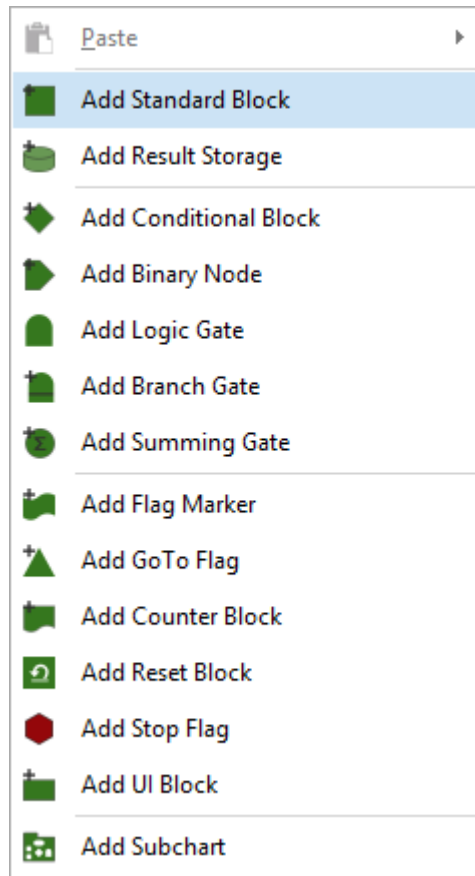 Paste
Add Standard Block
Add Result Storage
Add Conditional Block
Add Binary Node
Add Logic Gate
Add Branch Gate
Σ Add Summing Gate
Add Flag Marker
Add GoTo Flag
Add Counter Block
Add Reset Block
Add Stop Flag
Add UI Block
Add Subchart